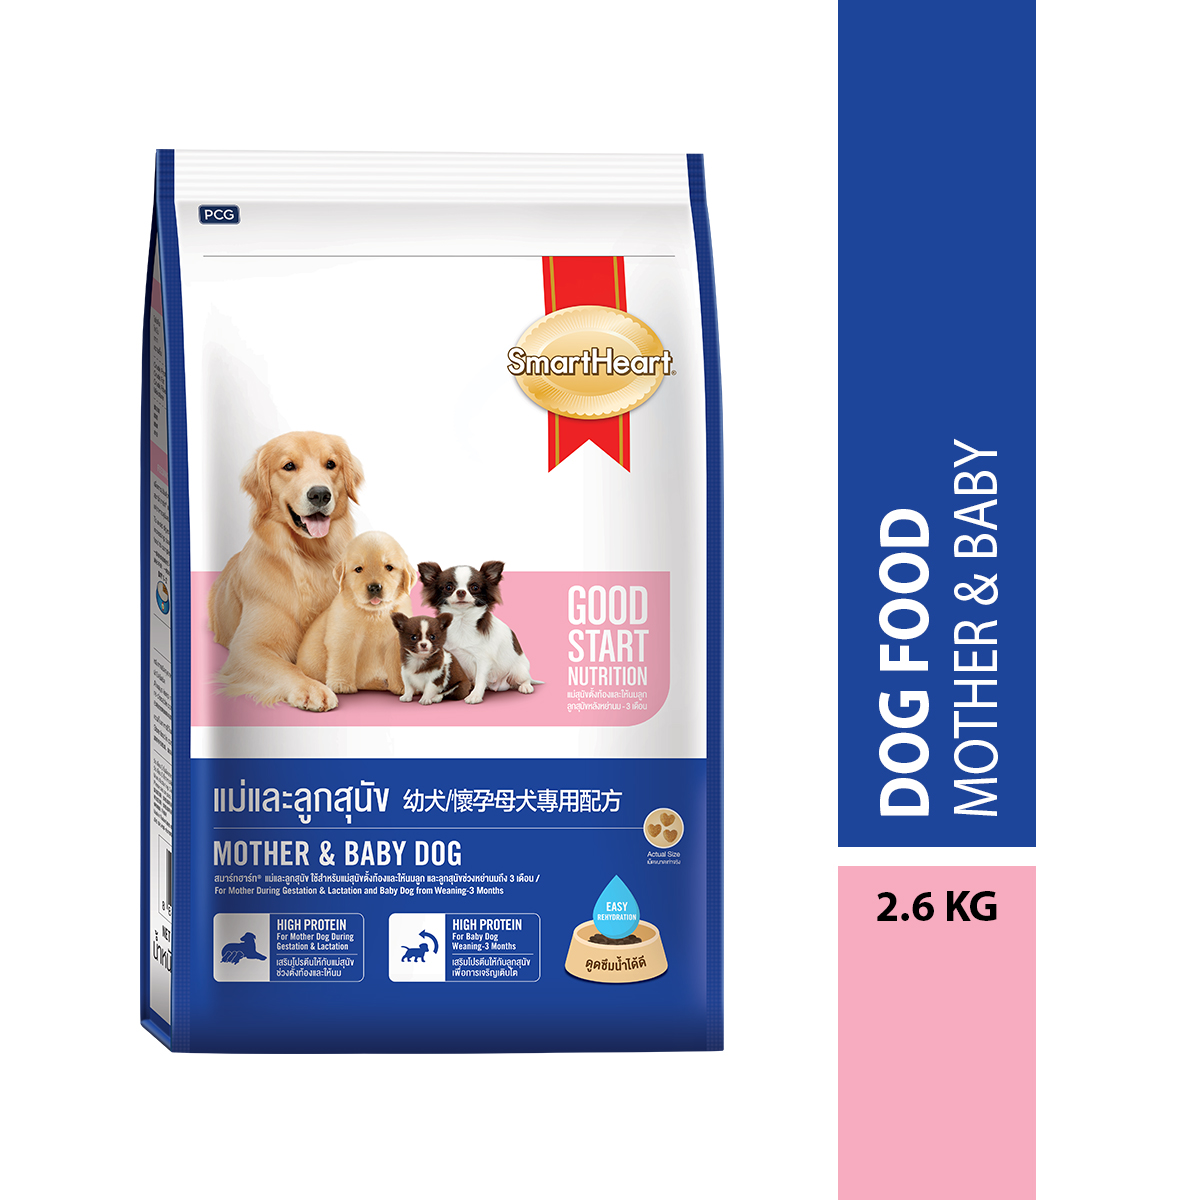 PCG
SmartHeart®
GOOD
START
NUTRITION
แม่สุนัขตั้งท้องและให้นมลูก
ลูกสุนัขหลังหย่านม - 3 เดือน
แม่และลูกสุนัข 幼犬/懷孕母犬專用配方
MOTHER & BABY DOG
สมาร์ทฮาร์ท® แม่และลูกสุนัข ใช้สำหรับแม่สุนัขตั้งท้องและให้นมลูก และลูกสุนัขช่วงหย่านมถึง 3 เดือน /
For Mother During Gestation & Lactation and Baby Dog from Weaning-3 Months
Actual Size
เม็ดขนาดเท่าจริง
HIGH PROTEIN
For Mother Dog During
Gestation & Lactation
เสริมโปรตีนให้กับแม่สุนัข
ช่วงตั้งท้องและให้นม
HIGH PROTEIN
For Baby Dog
Weaning-3 Months
เสริมโปรตีนให้กับลูกสุนัข
เพื่อการเจริญเติบโต
EASY
REHYDRATION
ดูดซึมน้ำได้ดี
DOG FOOD
MOTHER & BABY
2.6 KG